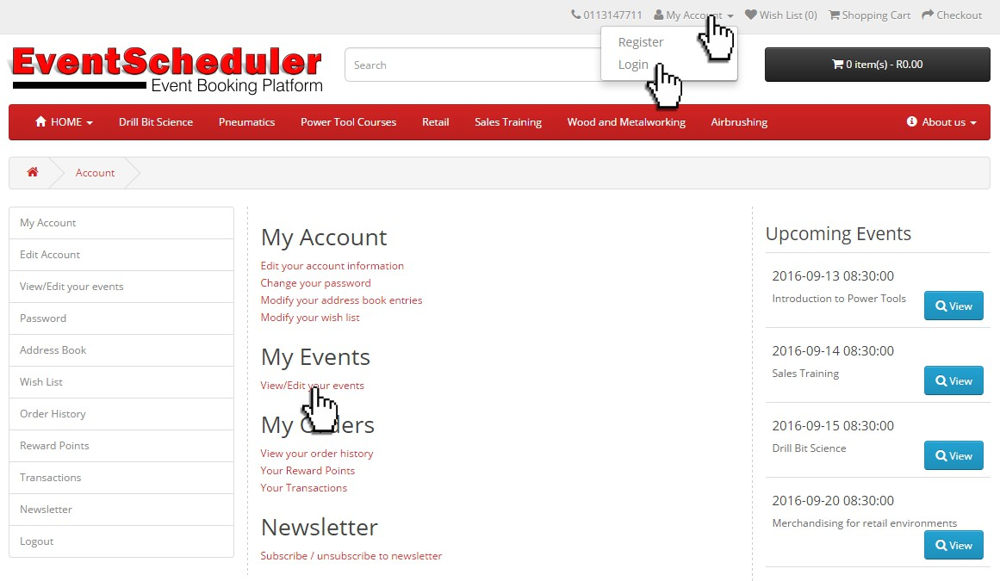 0113147711 My Account Wish List (0) Shopping Cart Checkout
Register
Login
EventScheduler
Event Booking Platform
Search
0 item(s) - R0.00
HOME Drill Bit Science Pneumatics Power Tool Courses Retail Sales Training Wood and Metalworking Airbrushing About us
Account
My Account
Edit Account
View/Edit your events
Password
Address Book
Wish List
Order History
Reward Points
Transactions
Newsletter
Logout
My Account
Edit your account information
Change your password
Modify your address book entries
Modify your wish list
My Events
View/Edit your events
My Orders
View your order history
Your Reward Points
Your Transactions
Newsletter
Subscribe / unsubscribe to newsletter
Upcoming Events
2016-09-13 08:30:00
Introduction to Power Tools
View
2016-09-14 08:30:00
Sales Training
View
2016-09-15 08:30:00
Drill Bit Science
View
2016-09-20 08:30:00
Merchandising for retail environments
View